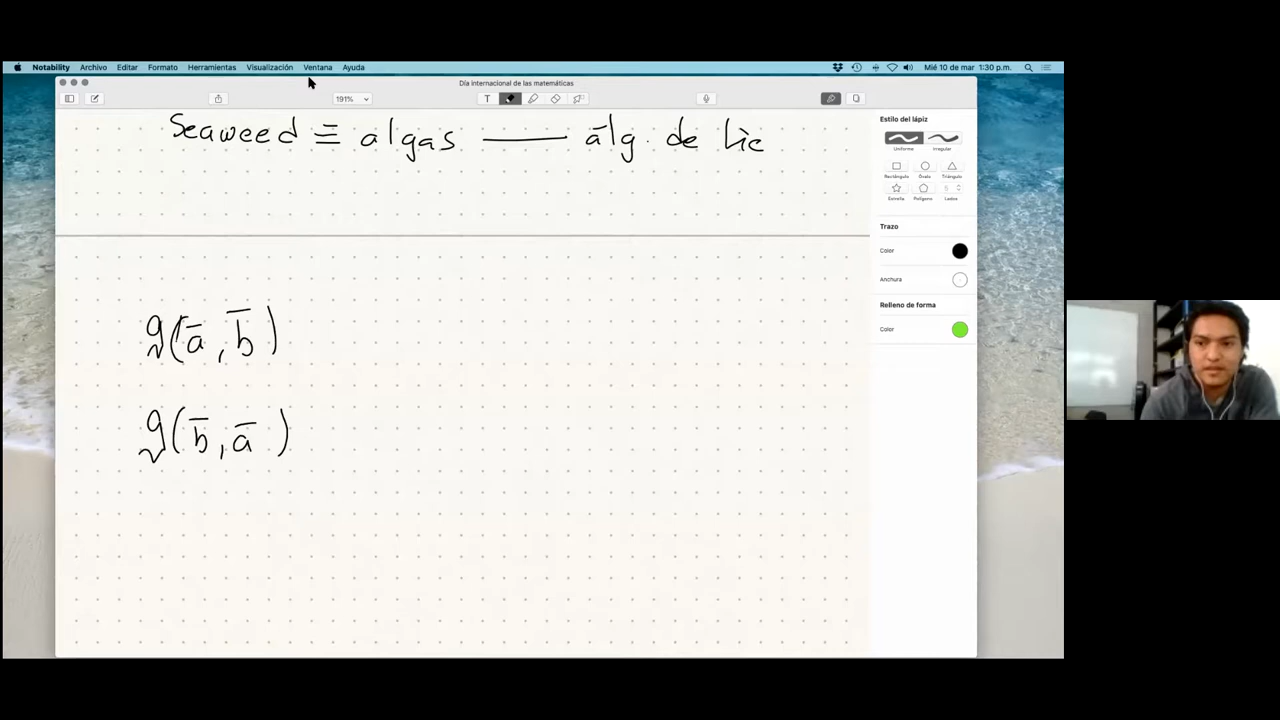 Notability Archivo Editar Formato Herramientas Visualización Ventana Ayuda Mié 10 de mar 1:30 p.m.
Día internacional de las matemáticas
191% T
Seaweed ≡ algas — alg. de Lie
g(a̅, b̅)
g(b̅, a̅)
Estilo del lápiz
Uniforme Irregular
Rectángulo Óvalo Triángulo
5
Estrella Polígono Lados
Trazo
Color
Anchura
Relleno de forma
Color